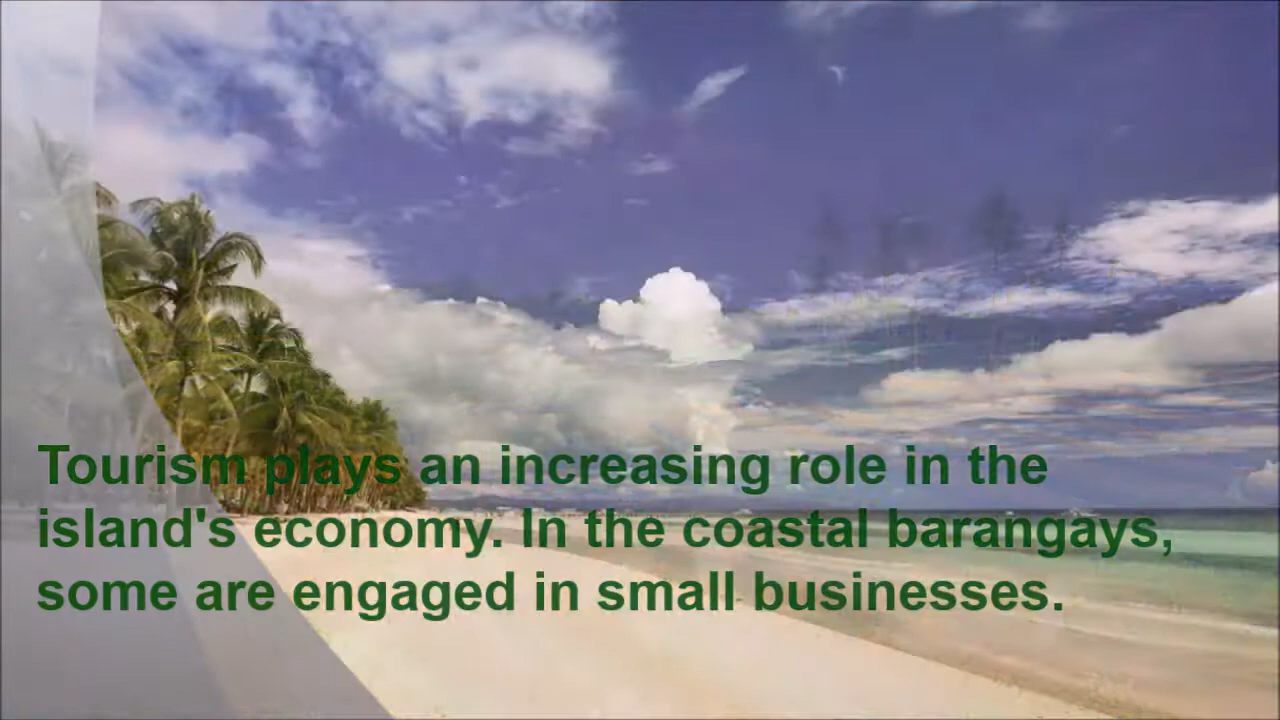 Tourism plays an increasing role in the
island's economy. In the coastal barangays,
some are engaged in small businesses.